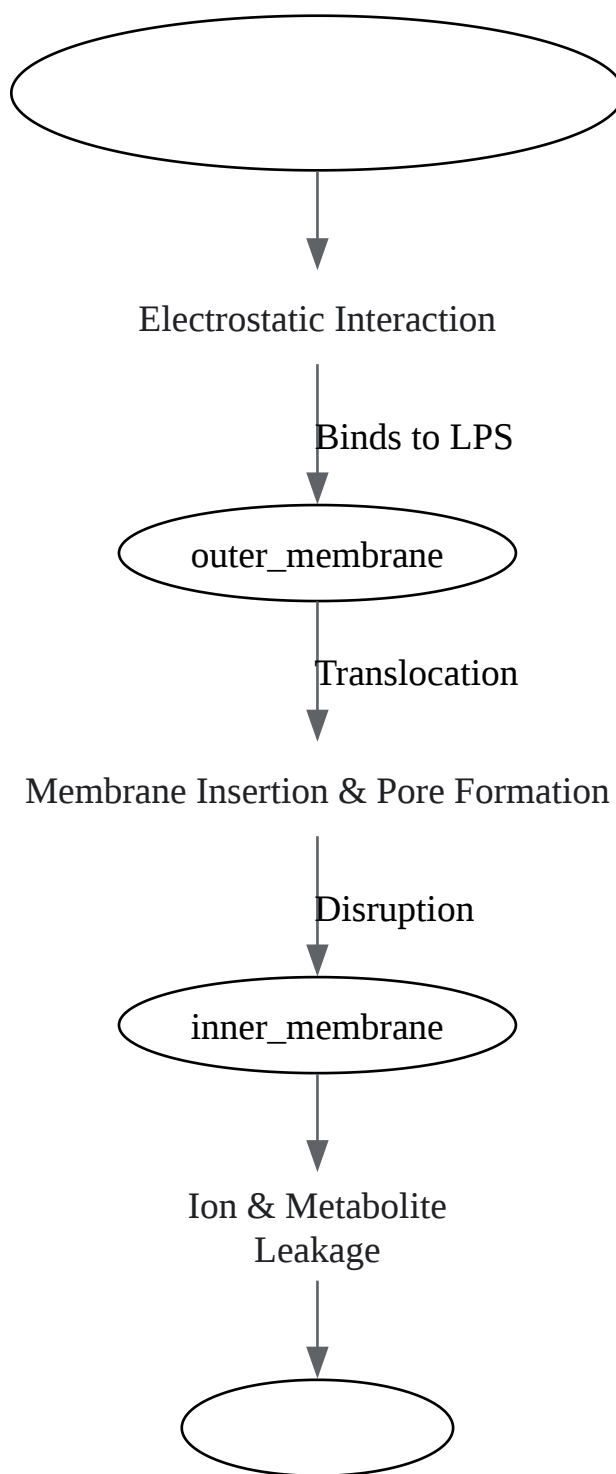 Electrostatic Interaction
Binds to LPS
outer_membrane
Translocation
Membrane Insertion & Pore Formation
Disruption
inner_membrane
Ion & Metabolite
Leakage